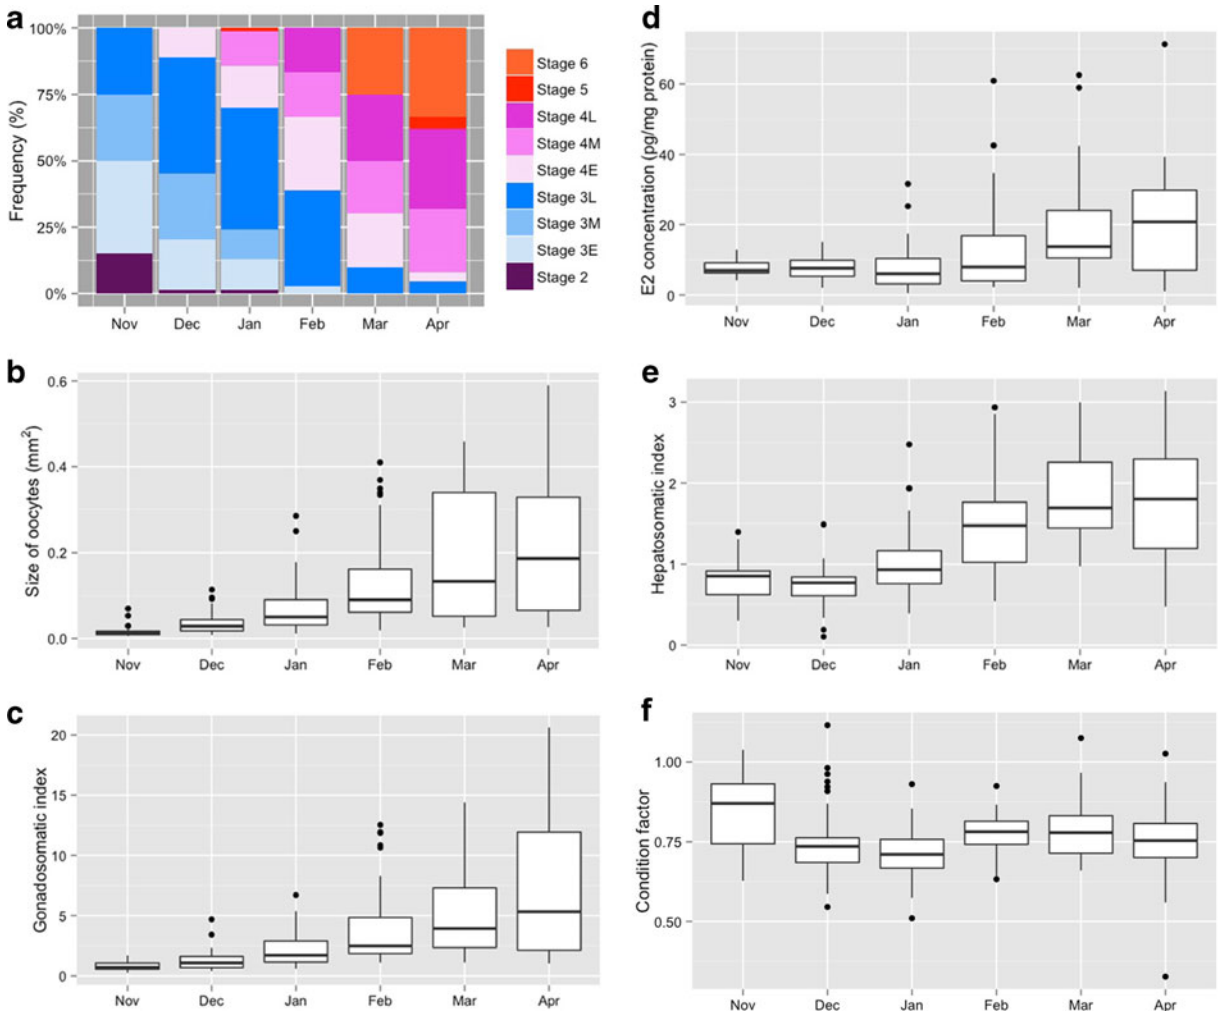 a
100%
75%
50%
25%
0%
Frequency (%)
Nov Dec Jan Feb Mar Apr
Stage 6
Stage 5
Stage 4L
Stage 4M
Stage 4E
Stage 3L
Stage 3M
Stage 3E
Stage 2
d
60
40
20
0
E2 concentration (pg/mg protein)
Nov Dec Jan Feb Mar Apr
b
0.6
0.4
0.2
0.0
Size of oocytes (mm²)
Nov Dec Jan Feb Mar Apr
e
3
2
1
0
Hepatosomatic index
Nov Dec Jan Feb Mar Apr
c
20
15
10
5
0
Gonadosomatic index
Nov Dec Jan Feb Mar Apr
f
1.00
0.75
0.50
Condition factor
Nov Dec Jan Feb Mar Apr